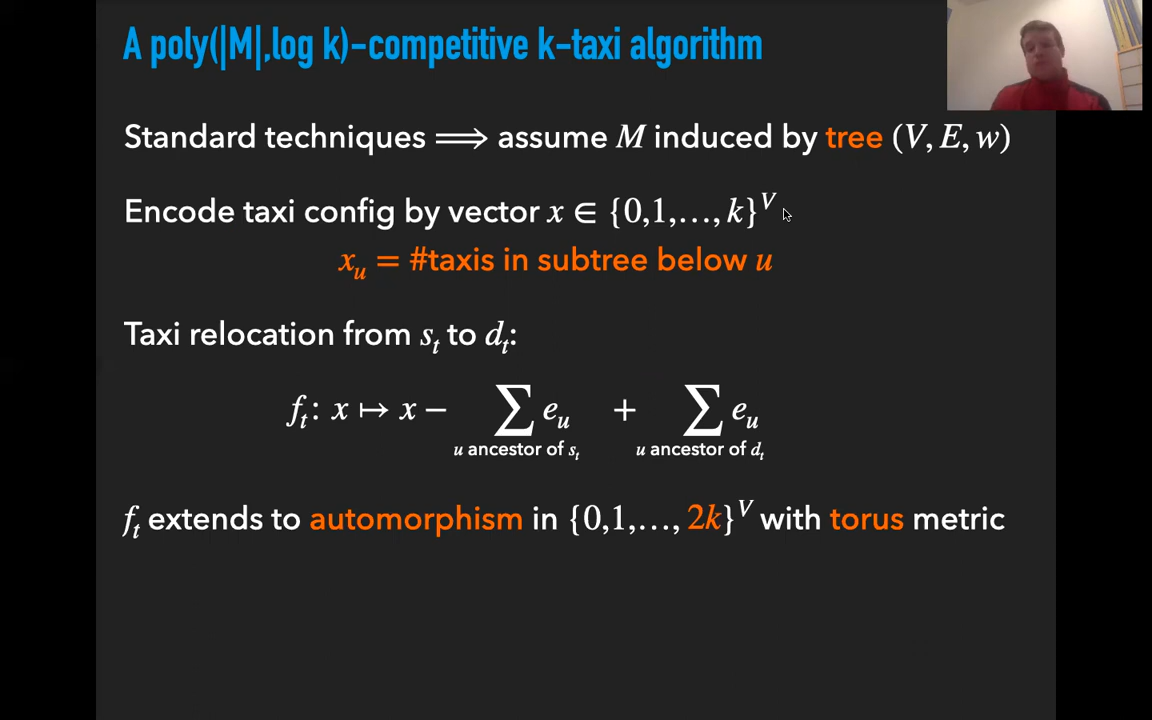 A poly(|M|,log k)-competitive k-taxi algorithm
Standard techniques ⟹ assume M induced by tree (V, E, w)
Encode taxi config by vector x ∈ {0,1,…, k}^V
x_u = #taxis in subtree below u
Taxi relocation from s_t to d_t:
f_t: x ↦ x − ∑ e_u + ∑ e_u
u ancestor of s_t u ancestor of d_t
f_t extends to automorphism in {0,1,…, 2k}^V with torus metric